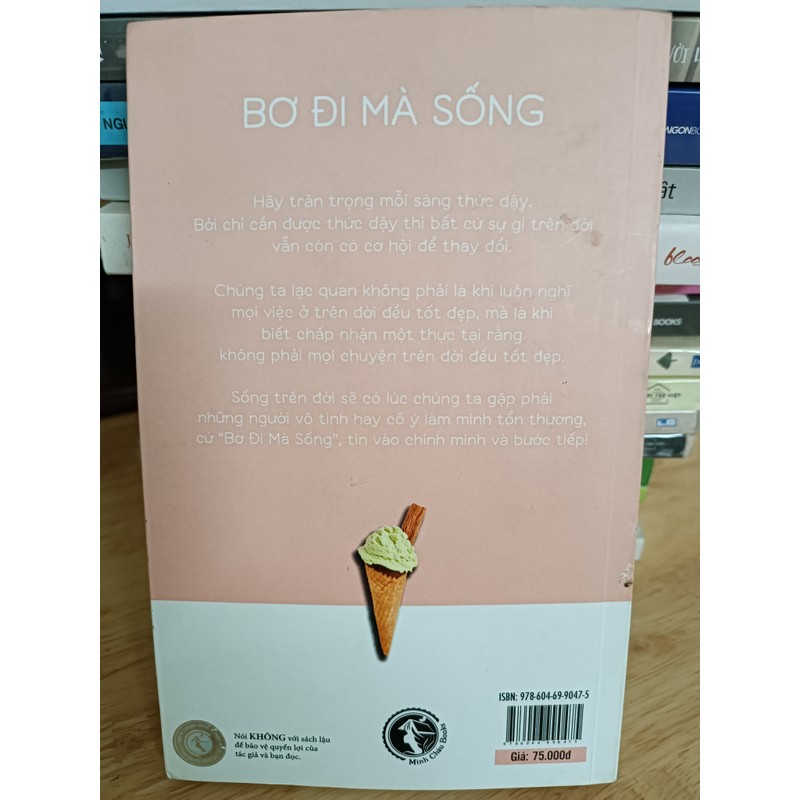 BƠ ĐI MÀ SỐNG
Hãy trân trọng mỗi sáng thức dậy.
Bởi chỉ cần được thức dậy thì bất cứ sự gì trên đời
vẫn còn có cơ hội để thay đổi.
Chúng ta lạc quan không phải là khi luôn nghĩ
mọi việc ở trên đời đều tốt đẹp, mà là khi
biết chấp nhận một thực tại rằng
không phải mọi chuyện trên đời đều tốt đẹp.
Sống trên đời sẽ có lúc chúng ta gặp phải
những người vô tình hay cố ý làm mình tổn thương,
cứ "Bơ Đi Mà Sống", tin vào chính mình và bước tiếp!
ISBN: 978-604-69-9047-5
Giá: 75.000đ
Minh Châu Books
Nói KHÔNG với sách lậu
để bảo vệ quyền lợi của
tác giả và bạn đọc.
NGU
AIGONBO
ật
bloo
BOOKS